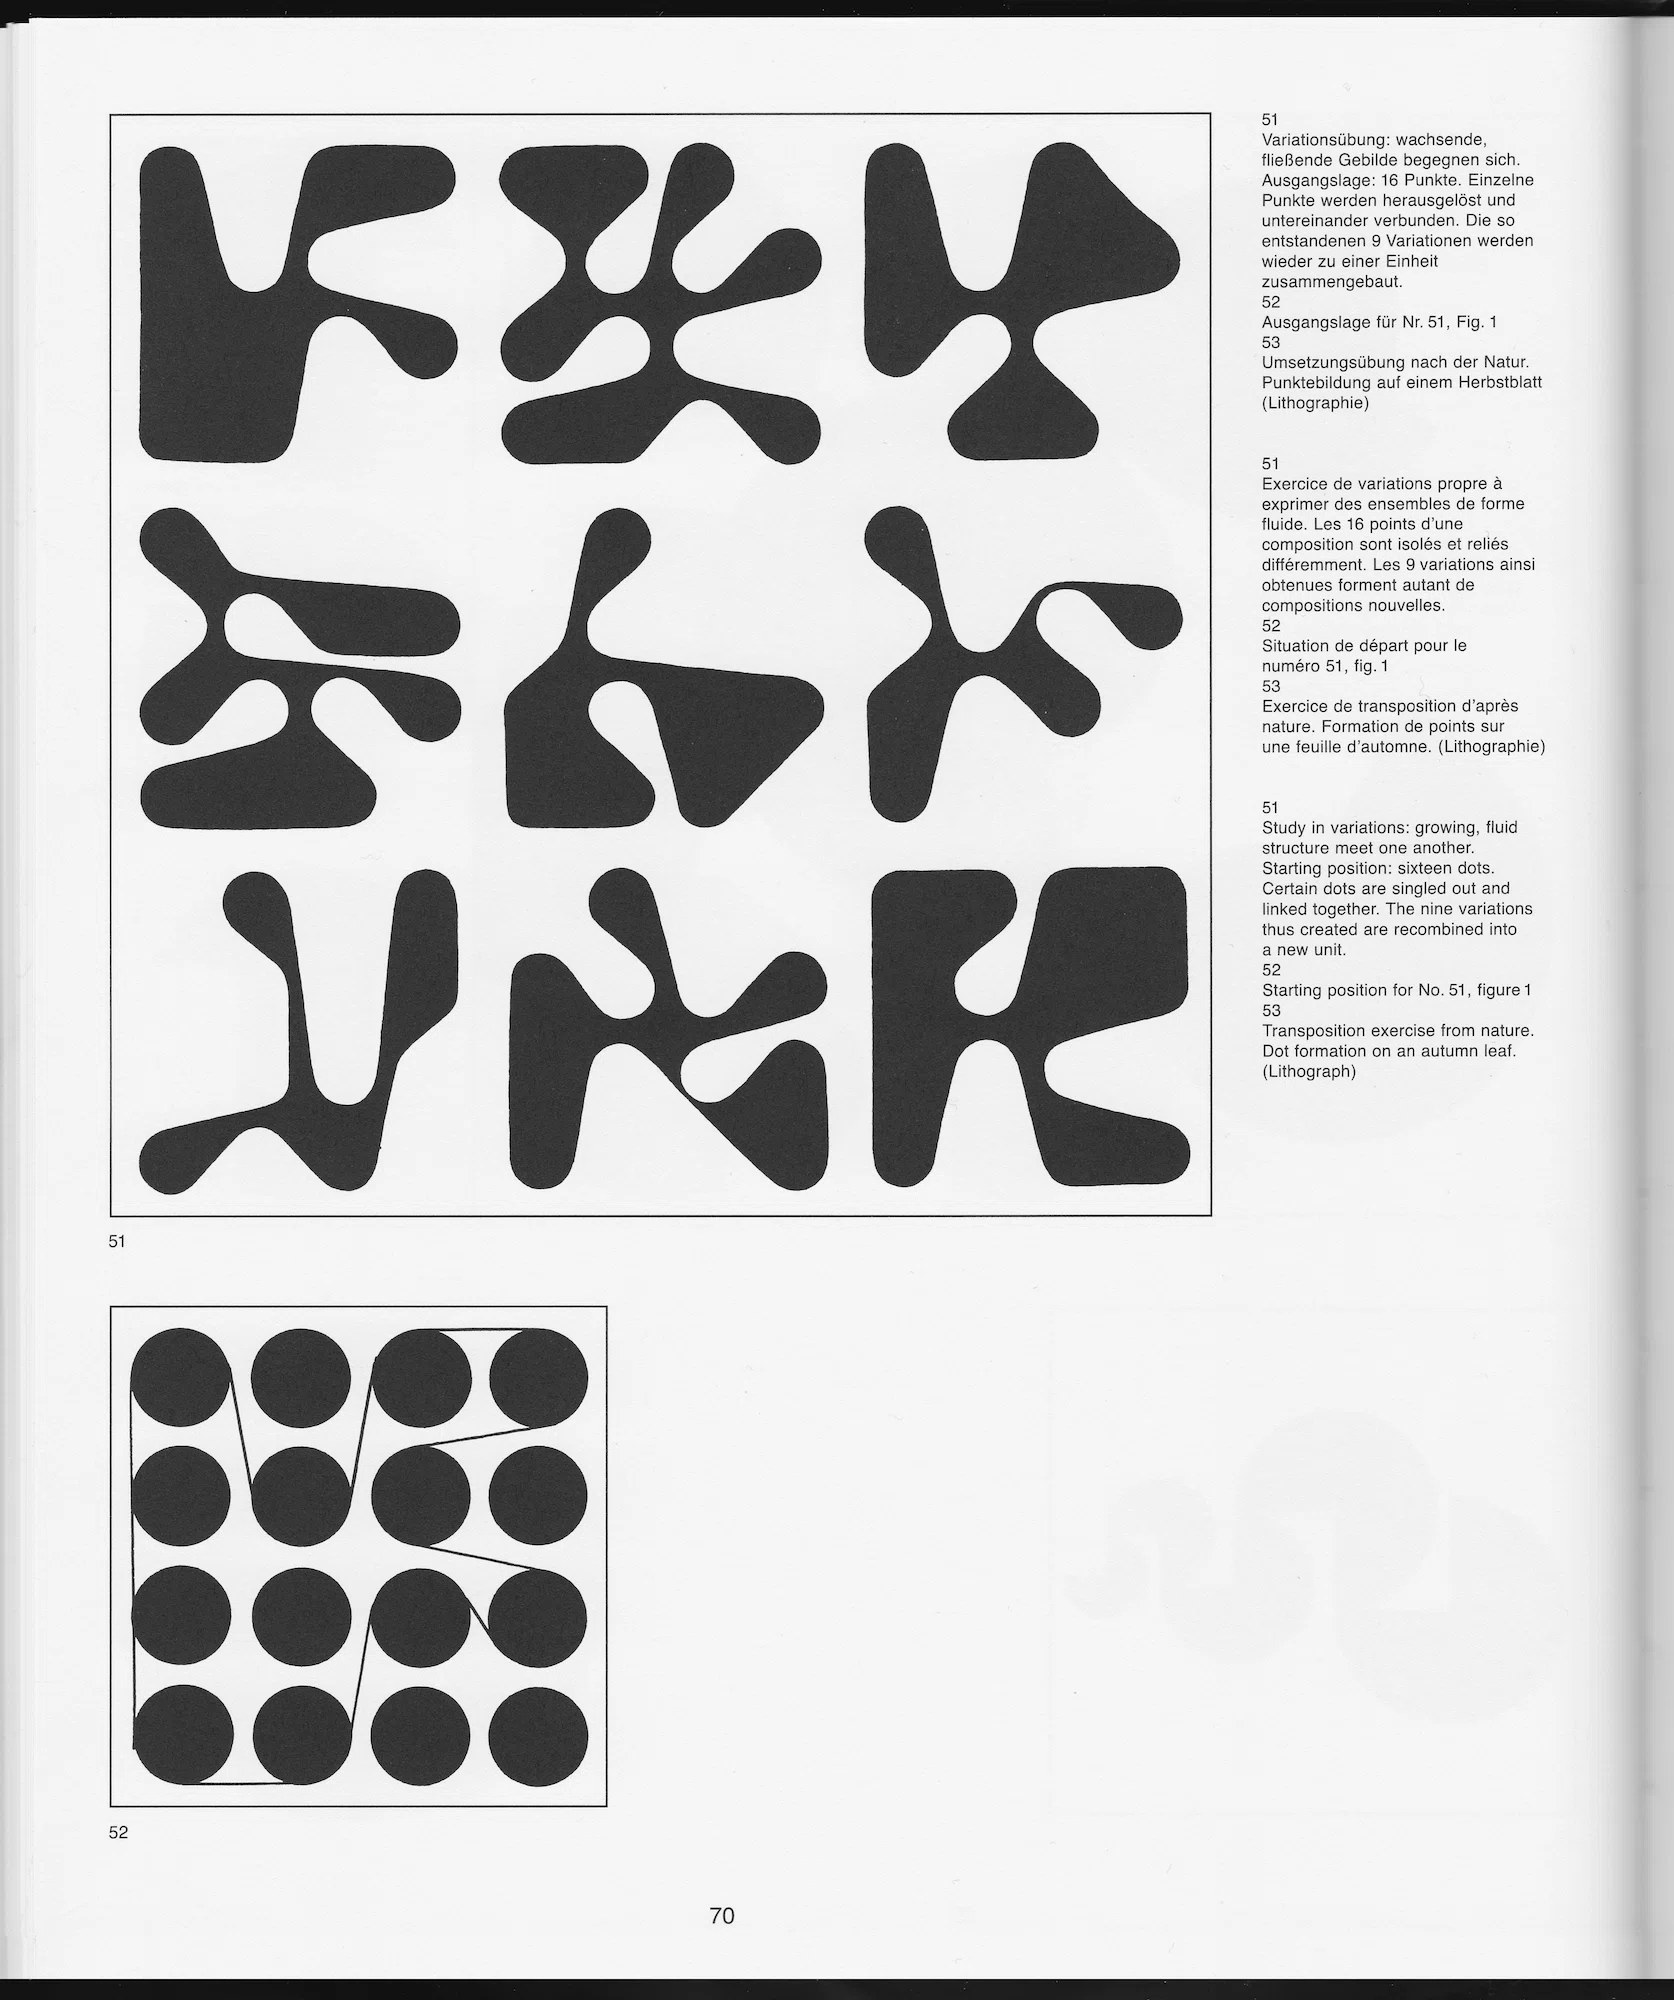 51
Variationsübung: wachsende,
fließende Gebilde begegnen sich.
Ausgangslage: 16 Punkte. Einzelne
Punkte werden herausgelöst und
untereinander verbunden. Die so
entstandenen 9 Variationen werden
wieder zu einer Einheit
zusammengebaut.
52
Ausgangslage für Nr. 51, Fig. 1
53
Umsetzungsübung nach der Natur.
Punktebildung auf einem Herbstblatt
(Lithographie)
51
Exercice de variations propre à
exprimer des ensembles de forme
fluide. Les 16 points d'une
composition sont isolés et reliés
différemment. Les 9 variations ainsi
obtenues forment autant de
compositions nouvelles.
52
Situation de départ pour le
numéro 51, fig. 1
53
Exercice de transposition d'après
nature. Formation de points sur
une feuille d'automne. (Lithographie)
51
Study in variations: growing, fluid
structure meet one another.
Starting position: sixteen dots.
Certain dots are singled out and
linked together. The nine variations
thus created are recombined into
a new unit.
52
Starting position for No. 51, figure 1
53
Transposition exercise from nature.
Dot formation on an autumn leaf.
(Lithograph)
51
52
70